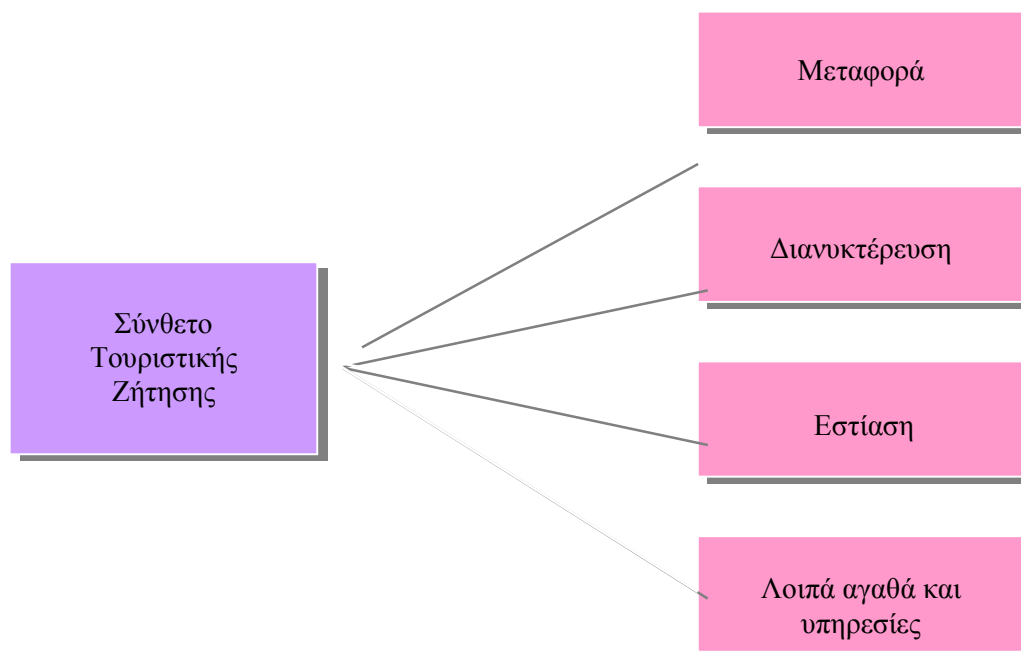 Μεταφορά
Διανυκτέρευση
Σύνθετο
Τουριστικής
Ζήτησης
Εστίαση
Λοιπά αγαθά και
υπηρεσίες